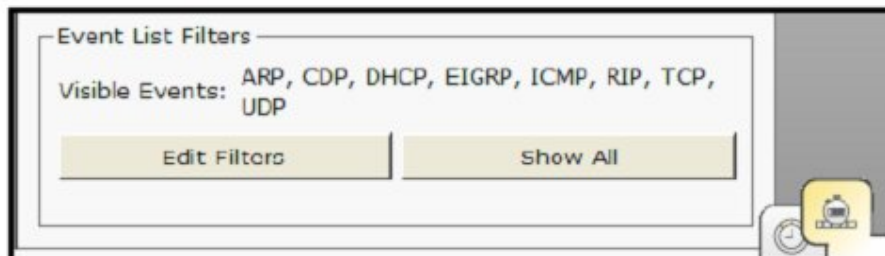 Event List Filters
Visible Events: ARP, CDP, DHCP, EIGRP, ICMP, RIP, TCP,
UDP
Edit Filters Show All